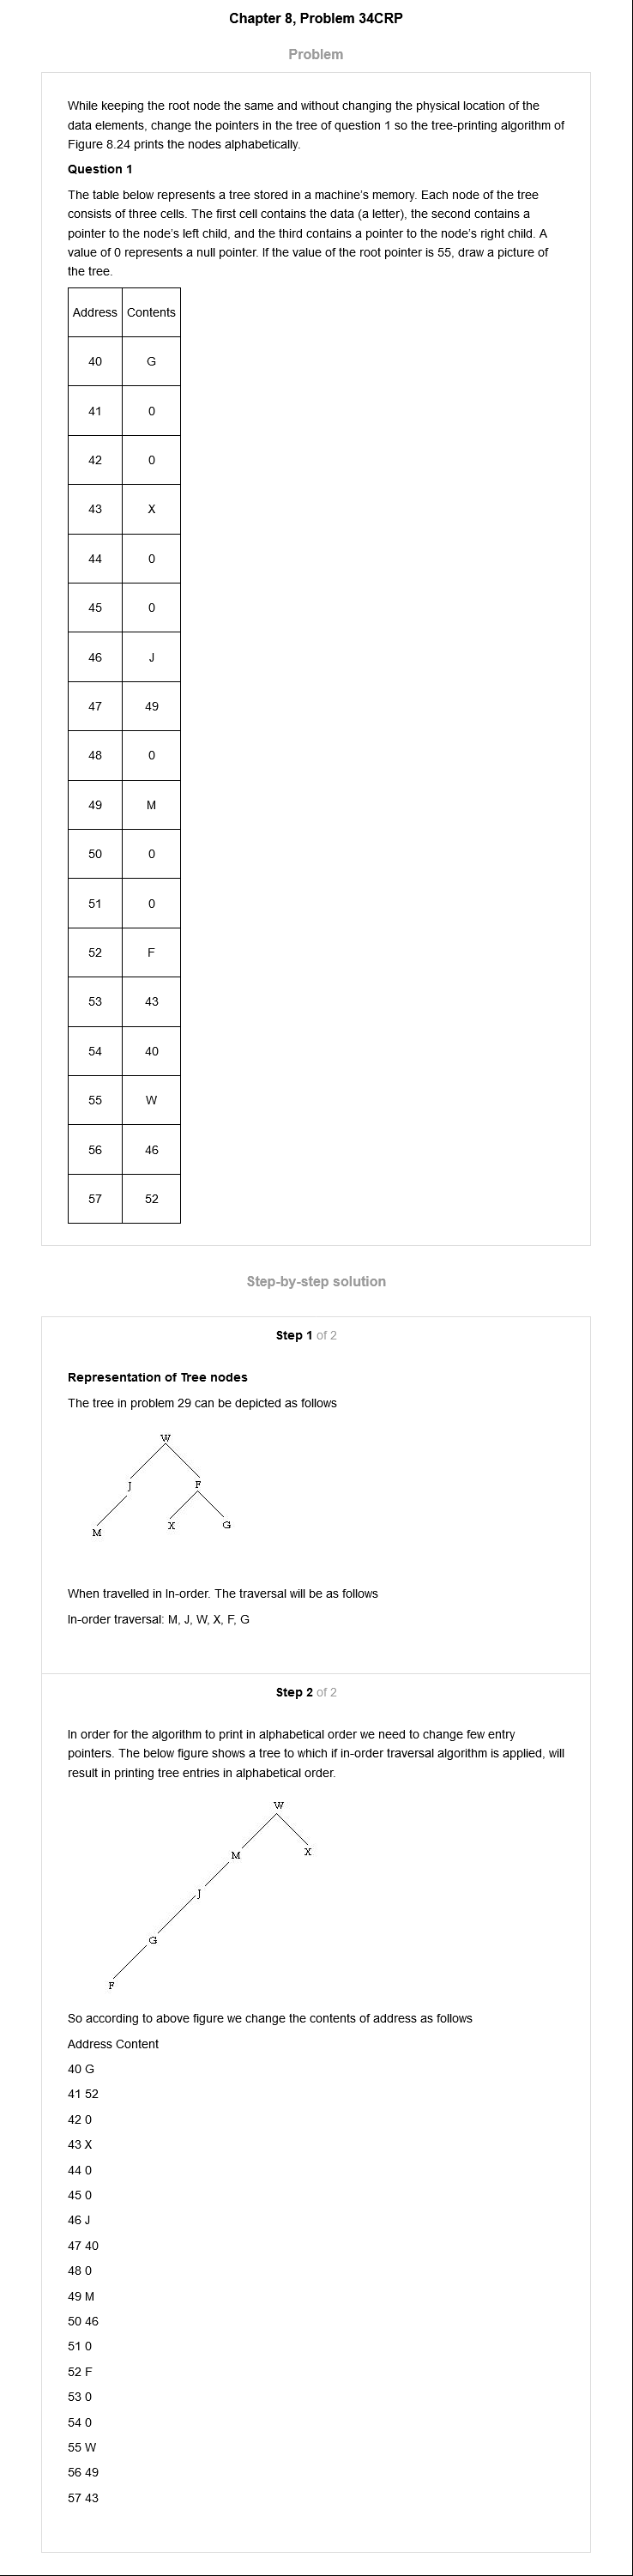 Chapter 8, Problem 34CRP
Problem
While keeping the root node the same and without changing the physical location of the
data elements, change the pointers in the tree of question 1 so the tree-printing algorithm of
Figure 8.24 prints the nodes alphabetically.
Question 1
The table below represents a tree stored in a machine's memory. Each node of the tree
consists of three cells. The first cell contains the data (a letter), the second contains a
pointer to the node's left child, and the third contains a pointer to the node's right child. A
value of 0 represents a null pointer. If the value of the root pointer is 55, draw a picture of
the tree.
Address Contents
40 G
41 0
42 0
43 X
44 0
45 0
46 J
47 49
48 0
49 M
50 0
51 0
52 F
53 43
54 40
55 W
56 46
57 52
Step-by-step solution
Step 1 of 2
Representation of Tree nodes
The tree in problem 29 can be depicted as follows
W
J F
M X G
When travelled in In-order. The traversal will be as follows
In-order traversal: M, J, W, X, F, G
Step 2 of 2
In order for the algorithm to print in alphabetical order we need to change few entry
pointers. The below figure shows a tree to which if in-order traversal algorithm is applied, will
result in printing tree entries in alphabetical order.
W
M X
J
G
F
So according to above figure we change the contents of address as follows
Address Content
40 G
41 52
42 0
43 X
44 0
45 0
46 J
47 40
48 0
49 M
50 46
51 0
52 F
53 0
54 0
55 W
56 49
57 43